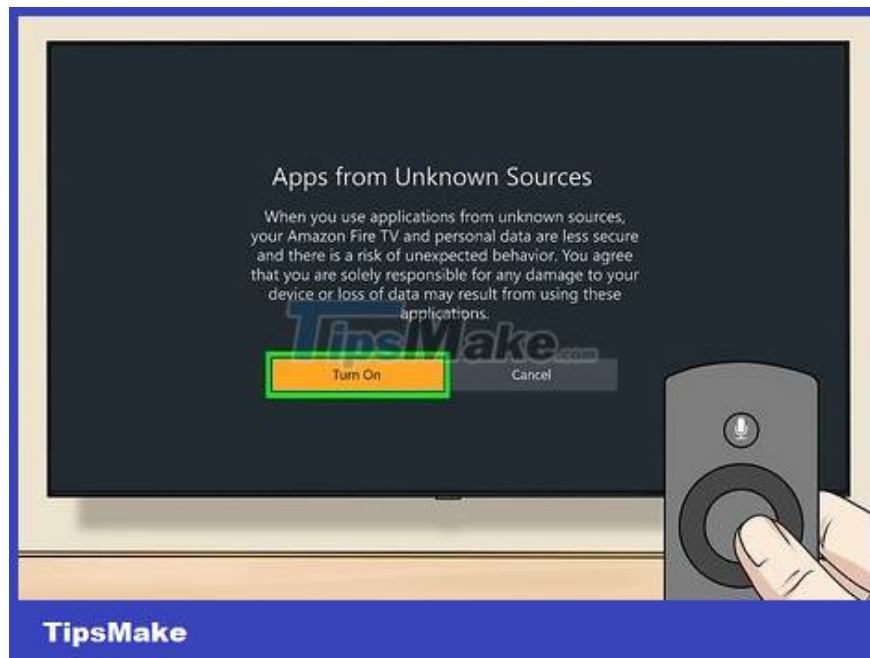 Apps from Unknown Sources
When you use applications from unknown sources,
your Amazon Fire TV and personal data are less secure
and there is a risk of unexpected behavior. You agree
that you are solely responsible for any damage to your
device or loss of data may result from using these
applications.
TipsMake.com
Turn On
Cancel
TipsMake